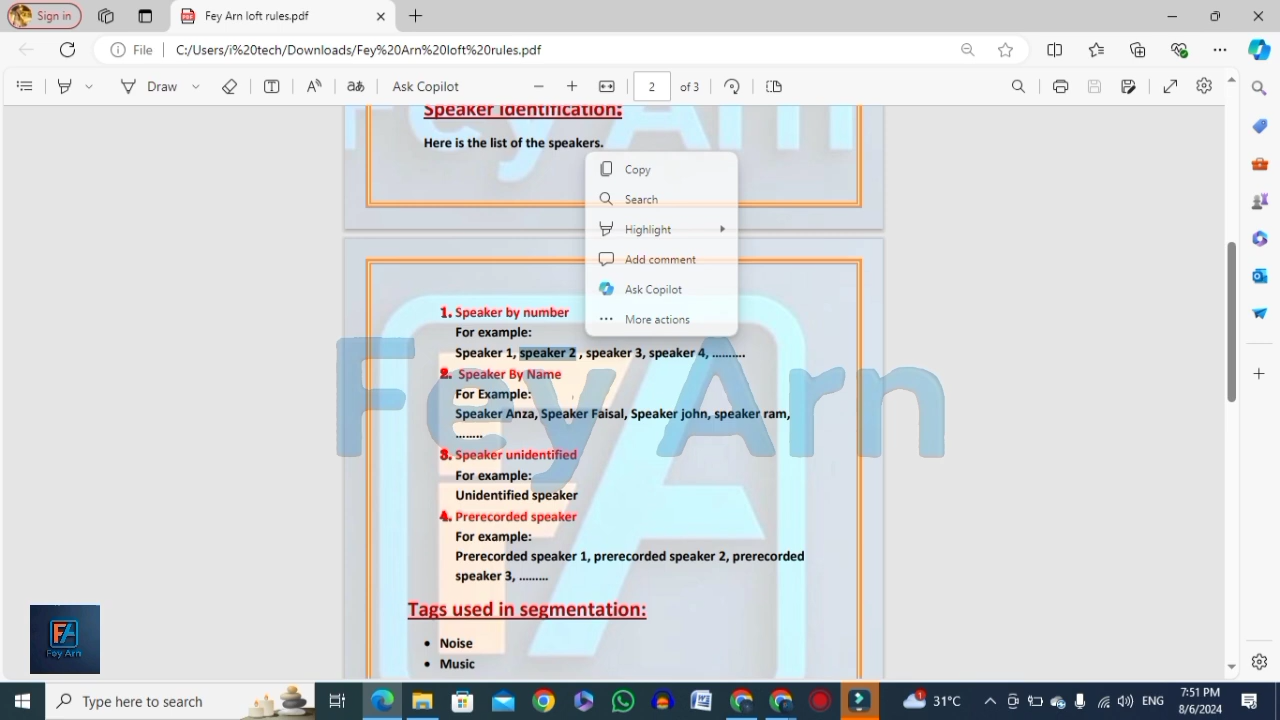 Sign in
Fey Arn loft rules.pdf
File
C:/Users/i%20tech/Downloads/Fey%20Arn%20loft%20rules.pdf
Draw
Ask Copilot
2
of 3
Speaker identification:
Here is the list of the speakers.
Copy
Search
Highlight
Add comment
Ask Copilot
More actions
1. Speaker by number
For example:
Speaker 1, speaker 2 , speaker 3, speaker 4, ..........
2. Speaker By Name
For Example:
Speaker Anza, Speaker Faisal, Speaker john, speaker ram,
........
3. Speaker unidentified
For example:
Unidentified speaker
4. Prerecorded speaker
For example:
Prerecorded speaker 1, prerecorded speaker 2, prerecorded
speaker 3, .........
Tags used in segmentation:
• Noise
• Music
Fey Arn
FA
Fey Arn
Type here to search
1
31°C
ENG
7:51 PM
8/6/2024